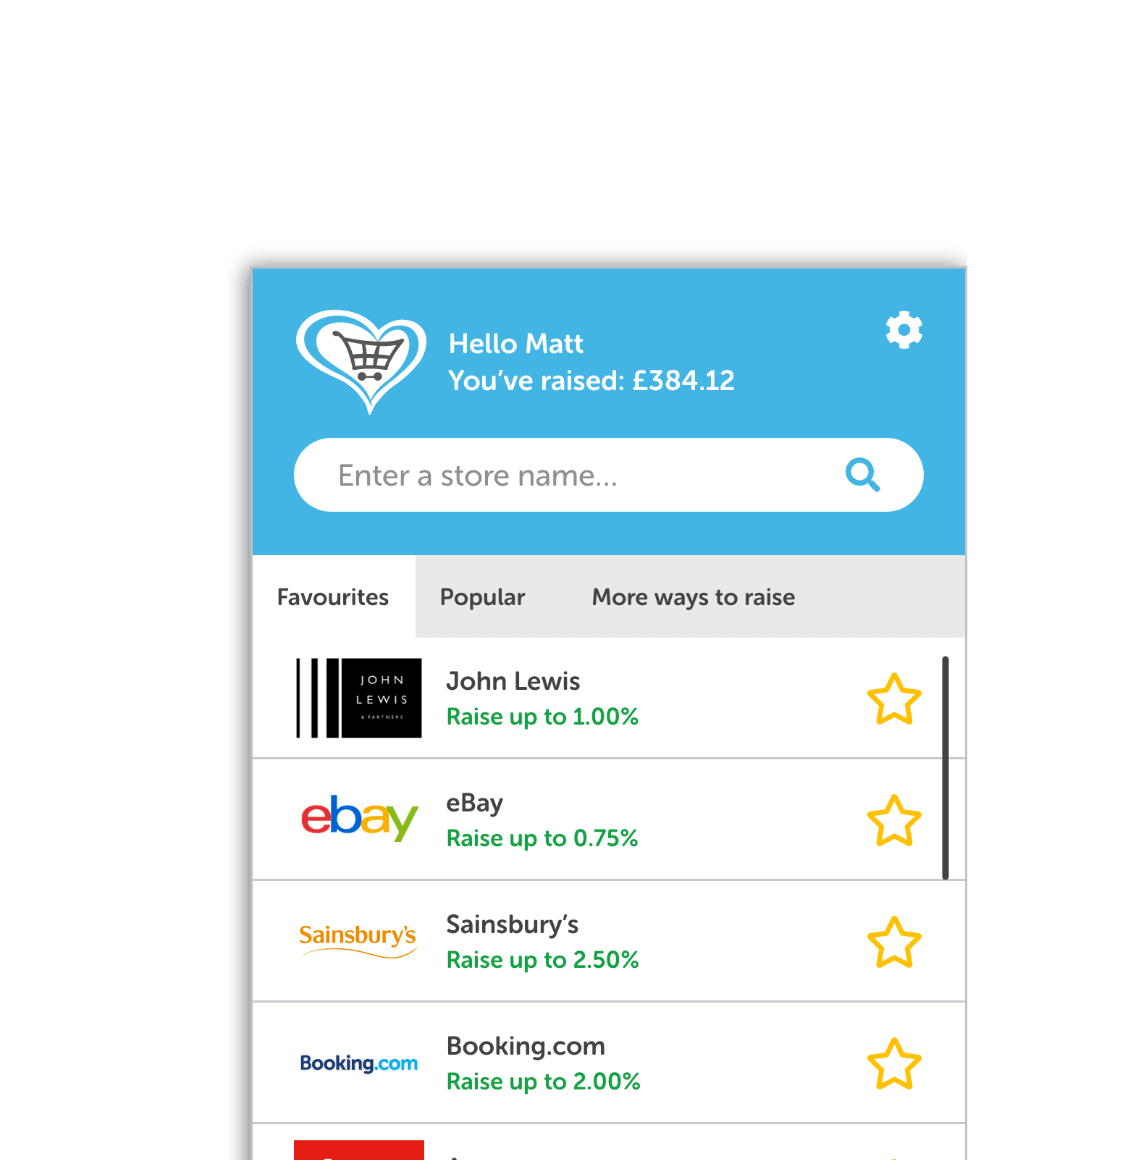 Hello Matt
You’ve raised: £384.12
Enter a store name...
Favourites
Popular
More ways to raise
JOHN
LEWIS
& PARTNERS
John Lewis
Raise up to 1.00%
ebay
eBay
Raise up to 0.75%
Sainsbury’s
Sainsbury’s
Raise up to 2.50%
Booking.com
Booking.com
Raise up to 2.00%